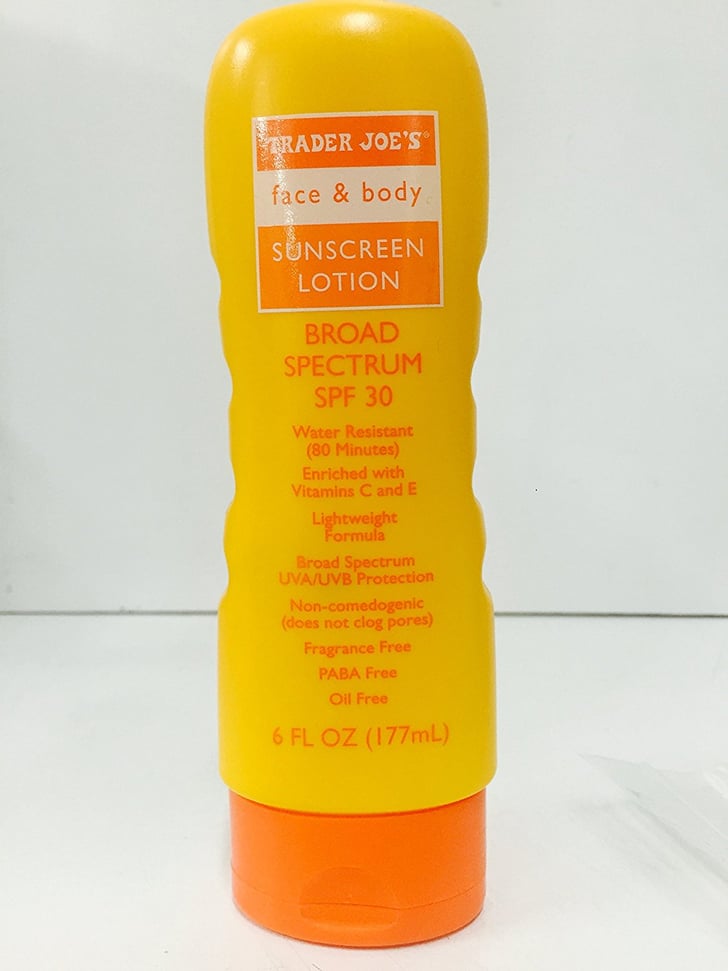 TRADER JOE'S®
face & body
SUNSCREEN
LOTION
BROAD
SPECTRUM
SPF 30
Water Resistant
(80 Minutes)
Enriched with
Vitamins C and E
Lightweight
Formula
Broad Spectrum
UVA/UVB Protection
Non-comedogenic
(does not clog pores)
Fragrance Free
PABA Free
Oil Free
6 FL OZ (177mL)